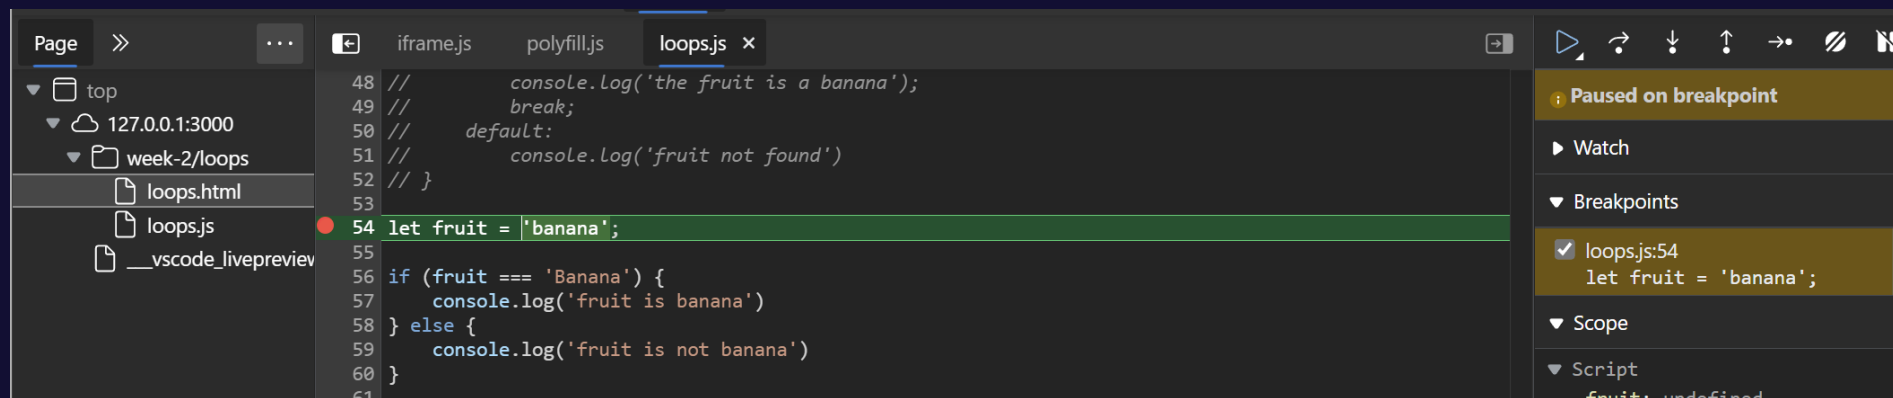 Page
iframe.js
polyfill.js
loops.js
top
127.0.0.1:3000
week-2/loops
loops.html
loops.js
__vscode_livepreview
48 //         console.log('the fruit is a banana');
49 //         break;
50 //     default:
51 //         console.log('fruit not found')
52 // }
53
54 let fruit = 'banana';
55
56 if (fruit === 'Banana') {
57     console.log('fruit is banana')
58 } else {
59     console.log('fruit is not banana')
60 }
61
Paused on breakpoint
Watch
Breakpoints
loops.js:54
let fruit = 'banana';
Scope
Script
fruit: undefined